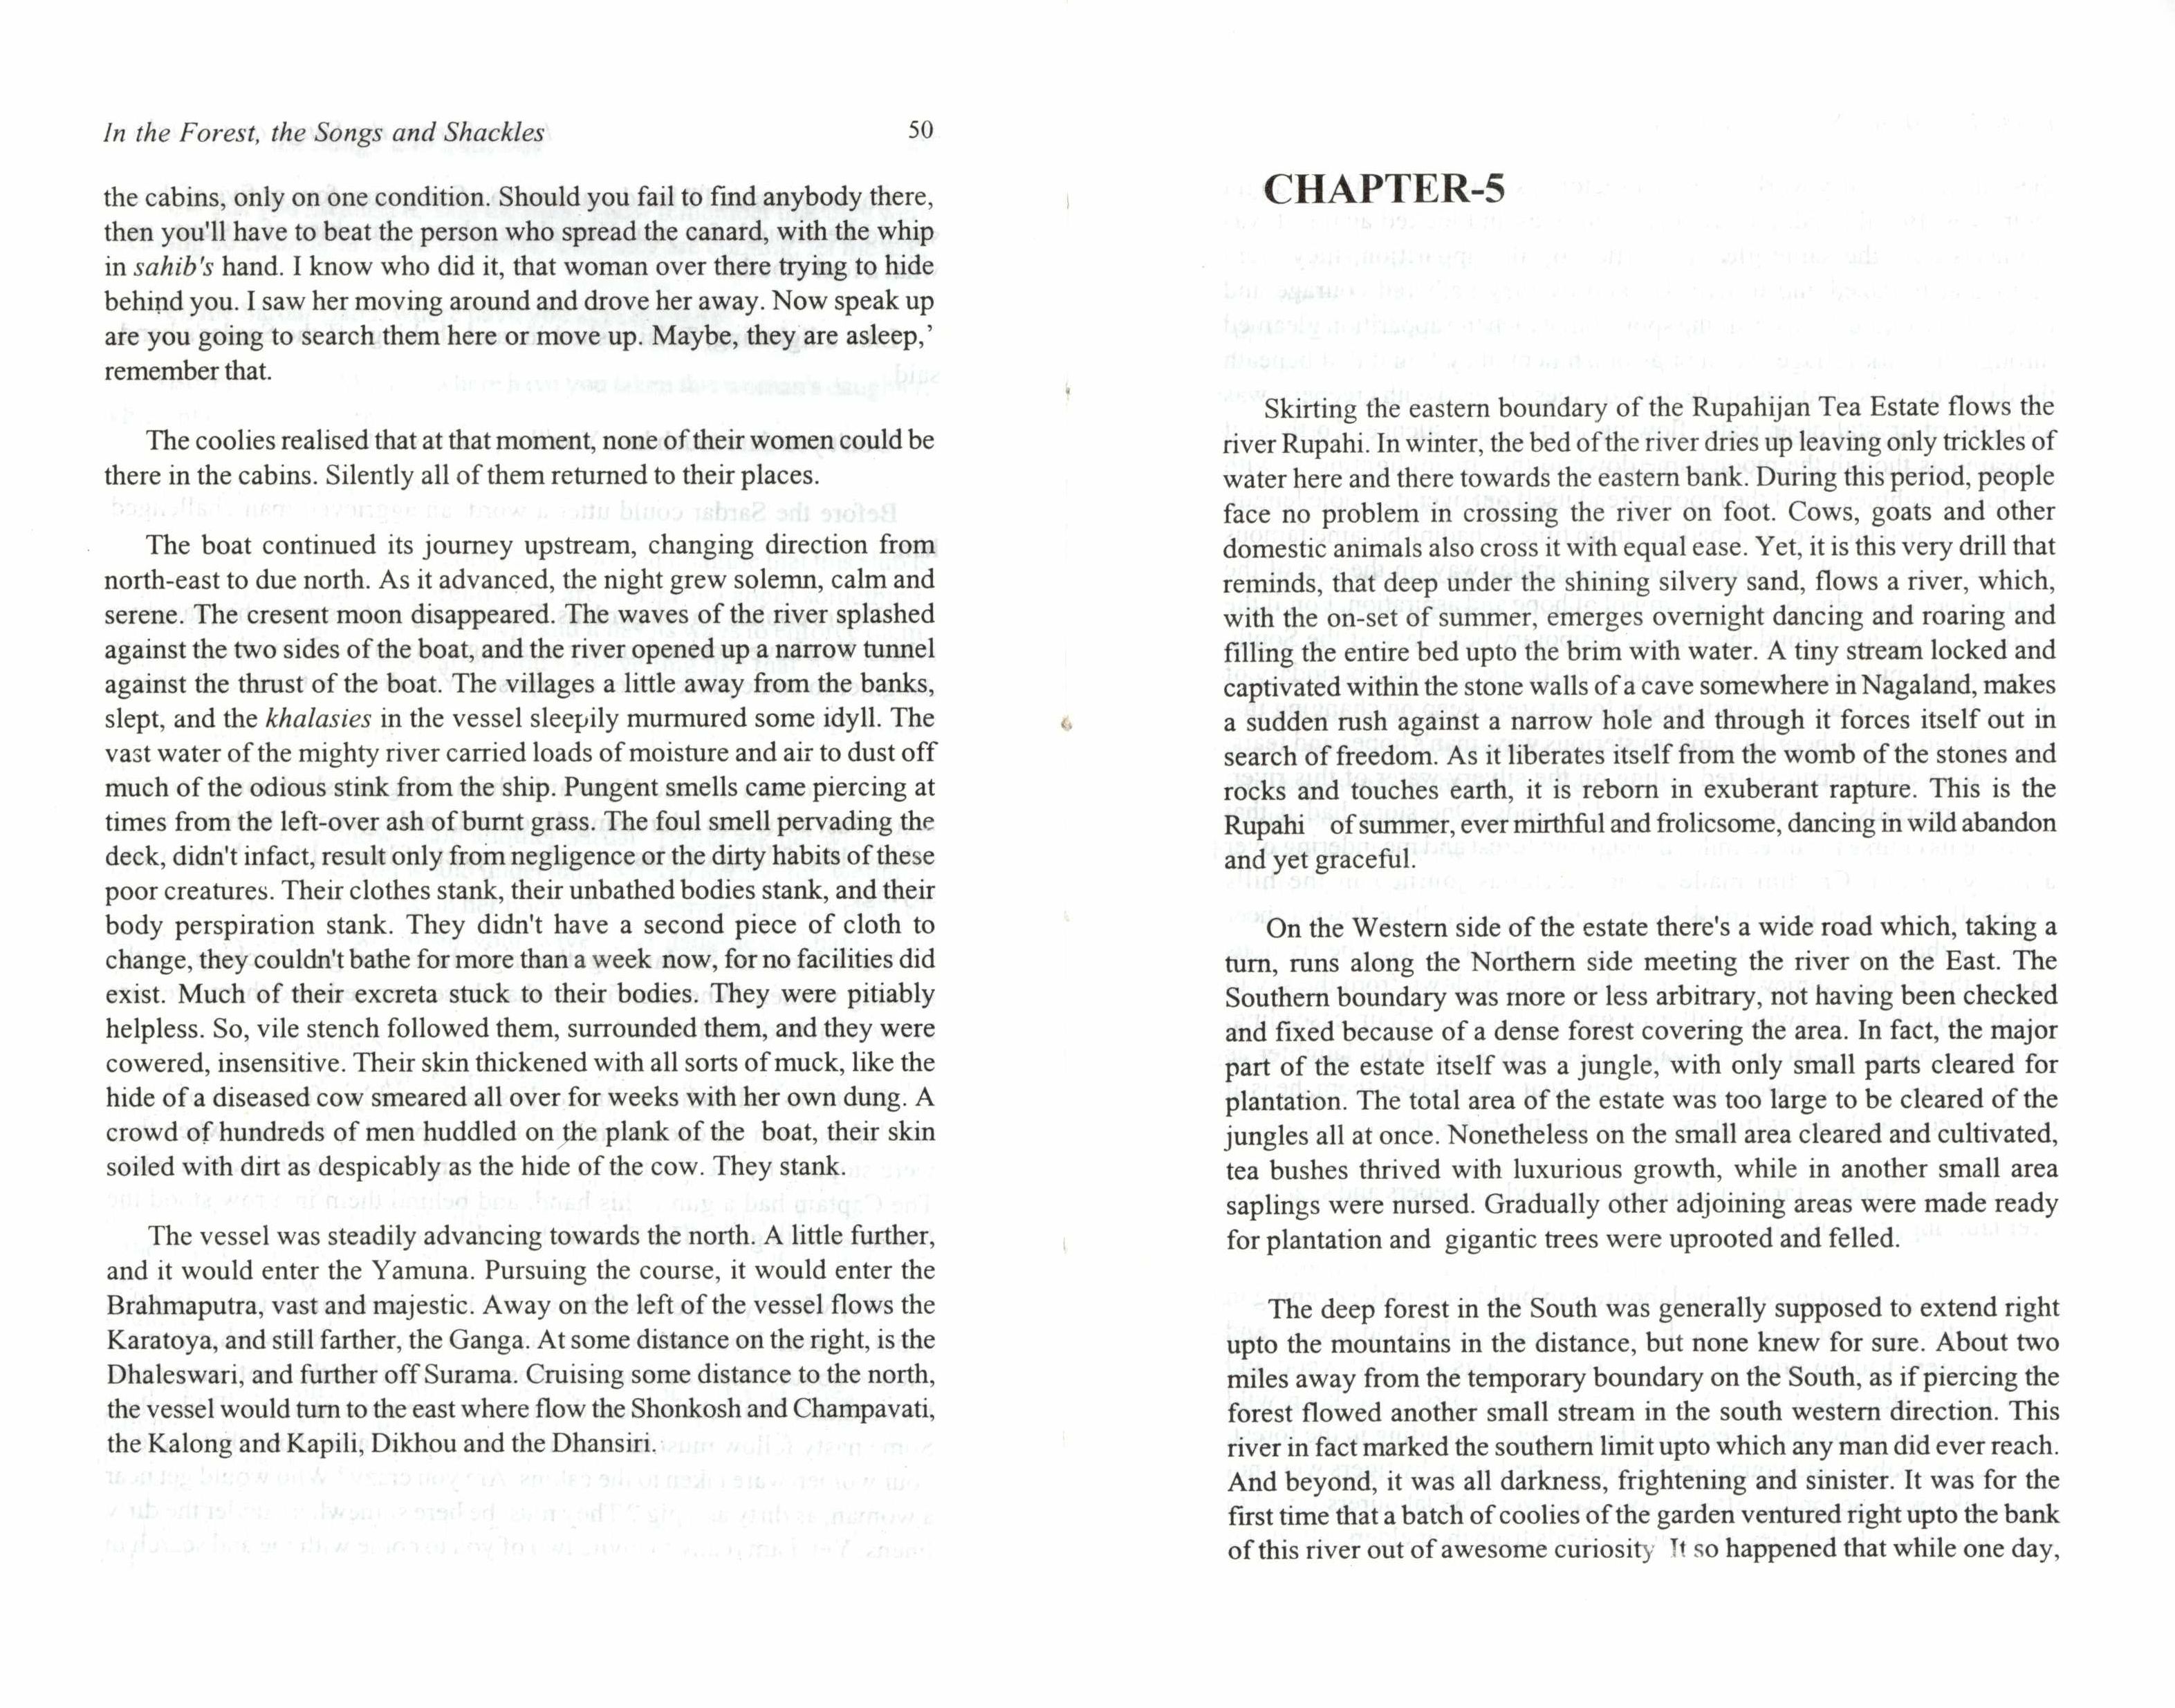 In the Forest, the Songs and Shackles 50
the cabins, only on one condition. Should you fail to find anybody there,
then you'll have to beat the person who spread the canard, with the whip
in sahib's hand. I know who did it, that woman over there trying to hide
behind you. I saw her moving around and drove her away. Now speak up
are you going to search them here or move up. Maybe, they are asleep,’
remember that.
The coolies realised that at that moment, none of their women could be
there in the cabins. Silently all of them returned to their places.
The boat continued its journey upstream, changing direction from
north-east to due north. As it advanced, the night grew solemn, calm and
serene. The cresent moon disappeared. The waves of the river splashed
against the two sides of the boat, and the river opened up a narrow tunnel
against the thrust of the boat. The villages a little away from the banks,
slept, and the khalasies in the vessel sleepily murmured some idyll. The
vast water of the mighty river carried loads of moisture and air to dust off
much of the odious stink from the ship. Pungent smells came piercing at
times from the left-over ash of burnt grass. The foul smell pervading the
deck, didn't infact, result only from negligence or the dirty habits of these
poor creatures. Their clothes stank, their unbathed bodies stank, and their
body perspiration stank. They didn't have a second piece of cloth to
change, they couldn't bathe for more than a week now, for no facilities did
exist. Much of their excreta stuck to their bodies. They were pitiably
helpless. So, vile stench followed them, surrounded them, and they were
cowered, insensitive. Their skin thickened with all sorts of muck, like the
hide of a diseased cow smeared all over for weeks with her own dung. A
crowd of hundreds of men huddled on the plank of the boat, their skin
soiled with dirt as despicably as the hide of the cow. They stank.
The vessel was steadily advancing towards the north. A little further,
and it would enter the Yamuna. Pursuing the course, it would enter the
Brahmaputra, vast and majestic. Away on the left of the vessel flows the
Karatoya, and still farther, the Ganga. At some distance on the right, is the
Dhaleswari, and further off Surama. Cruising some distance to the north,
the vessel would turn to the east where flow the Shonkosh and Champavati,
the Kalong and Kapili, Dikhou and the Dhansiri.
CHAPTER-5
Skirting the eastern boundary of the Rupahijan Tea Estate flows the
river Rupahi. In winter, the bed of the river dries up leaving only trickles of
water here and there towards the eastern bank. During this period, people
face no problem in crossing the river on foot. Cows, goats and other
domestic animals also cross it with equal ease. Yet, it is this very drill that
reminds, that deep under the shining silvery sand, flows a river, which,
with the on-set of summer, emerges overnight dancing and roaring and
filling the entire bed upto the brim with water. A tiny stream locked and
captivated within the stone walls of a cave somewhere in Nagaland, makes
a sudden rush against a narrow hole and through it forces itself out in
search of freedom. As it liberates itself from the womb of the stones and
rocks and touches earth, it is reborn in exuberant rapture. This is the
Rupahi of summer, ever mirthful and frolicsome, dancing in wild abandon
and yet graceful.
On the Western side of the estate there's a wide road which, taking a
turn, runs along the Northern side meeting the river on the East. The
Southern boundary was more or less arbitrary, not having been checked
and fixed because of a dense forest covering the area. In fact, the major
part of the estate itself was a jungle, with only small parts cleared for
plantation. The total area of the estate was too large to be cleared of the
jungles all at once. Nonetheless on the small area cleared and cultivated,
tea bushes thrived with luxurious growth, while in another small area
saplings were nursed. Gradually other adjoining areas were made ready
for plantation and gigantic trees were uprooted and felled.
The deep forest in the South was generally supposed to extend right
upto the mountains in the distance, but none knew for sure. About two
miles away from the temporary boundary on the South, as if piercing the
forest flowed another small stream in the south western direction. This
river in fact marked the southern limit upto which any man did ever reach.
And beyond, it was all darkness, frightening and sinister. It was for the
first time that a batch of coolies of the garden ventured right upto the bank
of this river out of awesome curiosity It so happened that while one day,